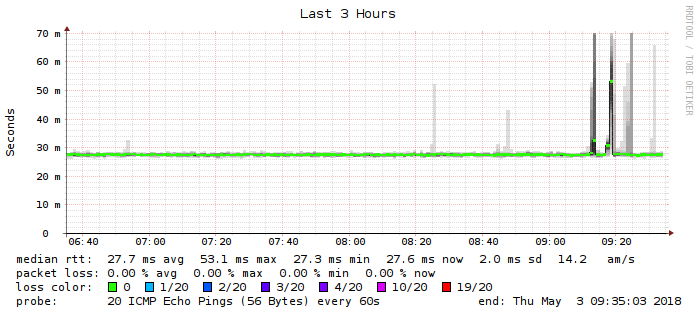 Last 3 Hours
RRDTOOL / TOBI OETIKER
Seconds
70 m
60 m
50 m
40 m
30 m
20 m
10 m
0
06:40 07:00 07:20 07:40 08:00 08:20 08:40 09:00 09:20
median rtt: 27.7 ms avg 53.1 ms max 27.3 ms min 27.6 ms now 2.0 ms sd 14.2 am/s
packet loss: 0.00 % avg 0.00 % max 0.00 % min 0.00 % now
loss color: 0 1/20 2/20 3/20 4/20 10/20 19/20
probe: 20 ICMP Echo Pings (56 Bytes) every 60s end: Thu May 3 09:35:03 2018